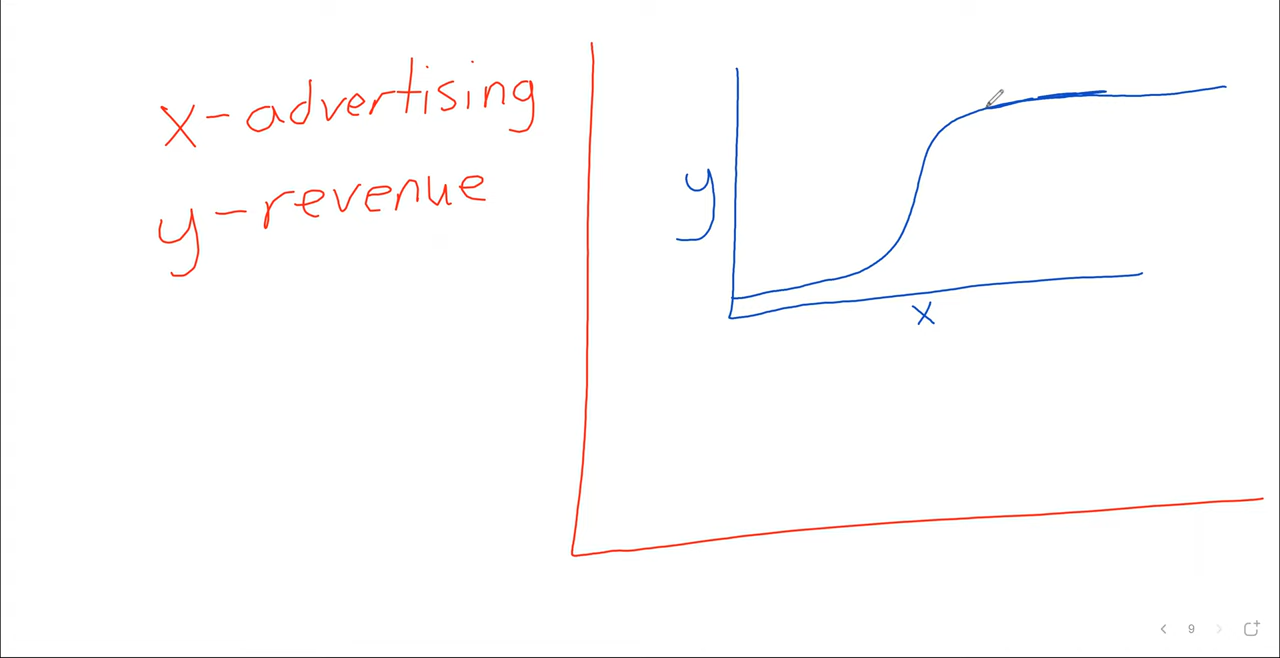 x-advertising
y-revenue
y
x
9